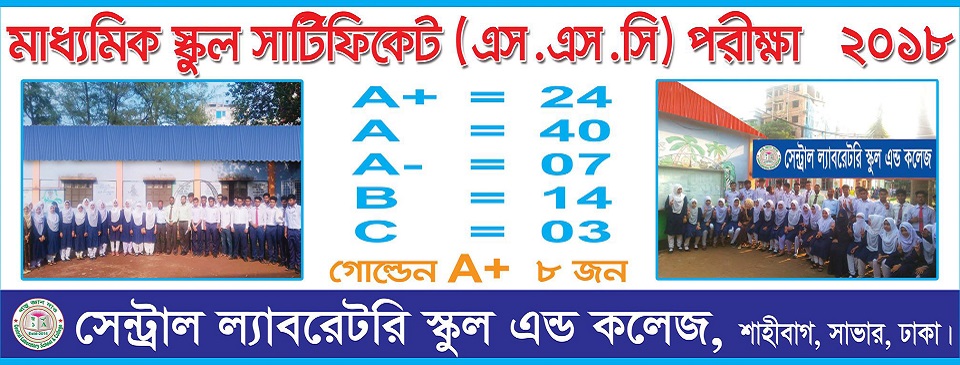 মাধ্যমিক স্কুল সার্টিফিকেট (এস.এস.সি) পরীক্ষা ২০১৮
A+ = 24
A = 40
A- = 07
B = 14
C = 03
গোল্ডেন A+ ৮ জন
সেন্ট্রাল ল্যাবরেটরি স্কুল এন্ড কলেজ
সেন্ট্রাল ল্যাবরেটরি স্কুল এন্ড কলেজ, শাহীবাগ, সাভার, ঢাকা।